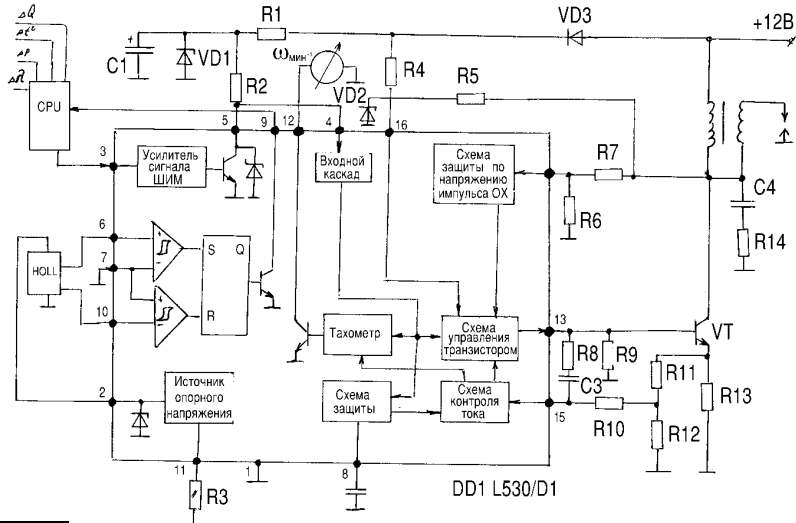 R1
VD3
+12В
+
C1
VD1
ωмин⁻¹
R2
R4
R5
CPU
VD2
5
9
12
4
16
3
Усилитель
сигнала
ШИМ
Входной
каскад
Схема
защиты по
напряжению
импульса ОХ
R7
R6
C4
R14
6
7
10
HOLL
+
−
+
−
S
Q
R
13
VT
Тахометр
Схема
управления
транзистором
R8
R9
C3
R11
R13
2
Источник
опорного
напряжения
Схема
защиты
Схема
контроля
тока
15
R10
R12
11
1
8
R3
DD1 L530/D1